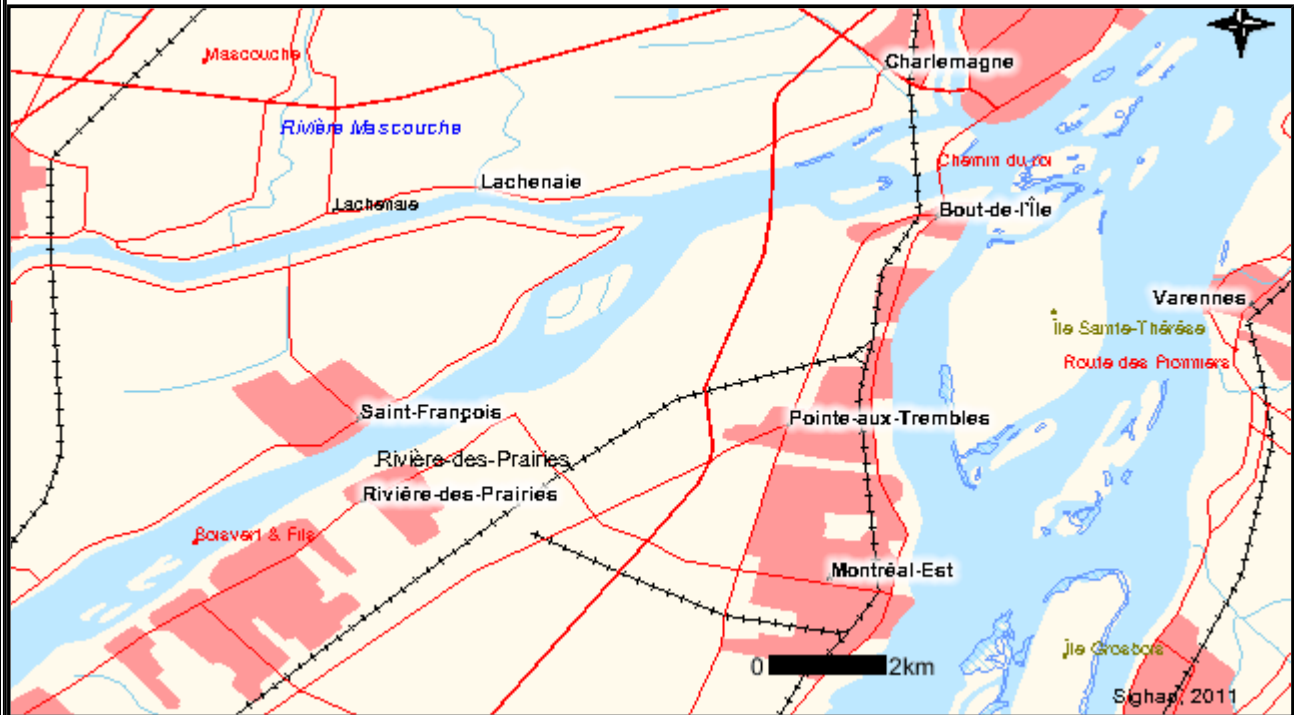 Mascouche
Charlemagne
Rivière Mascouche
Chemin du roi
Lachenaie
Lachenaie
Bout-de-l'Île
Varennes
Île Sainte-Thérèse
Route des Pionniers
Saint-François
Pointe-aux-Trembles
Rivière-des-Prairies
Rivière-des-Prairies
Boisvert & Fils
Montréal-Est
Île Grosbois
0 2km
Sighap, 2011